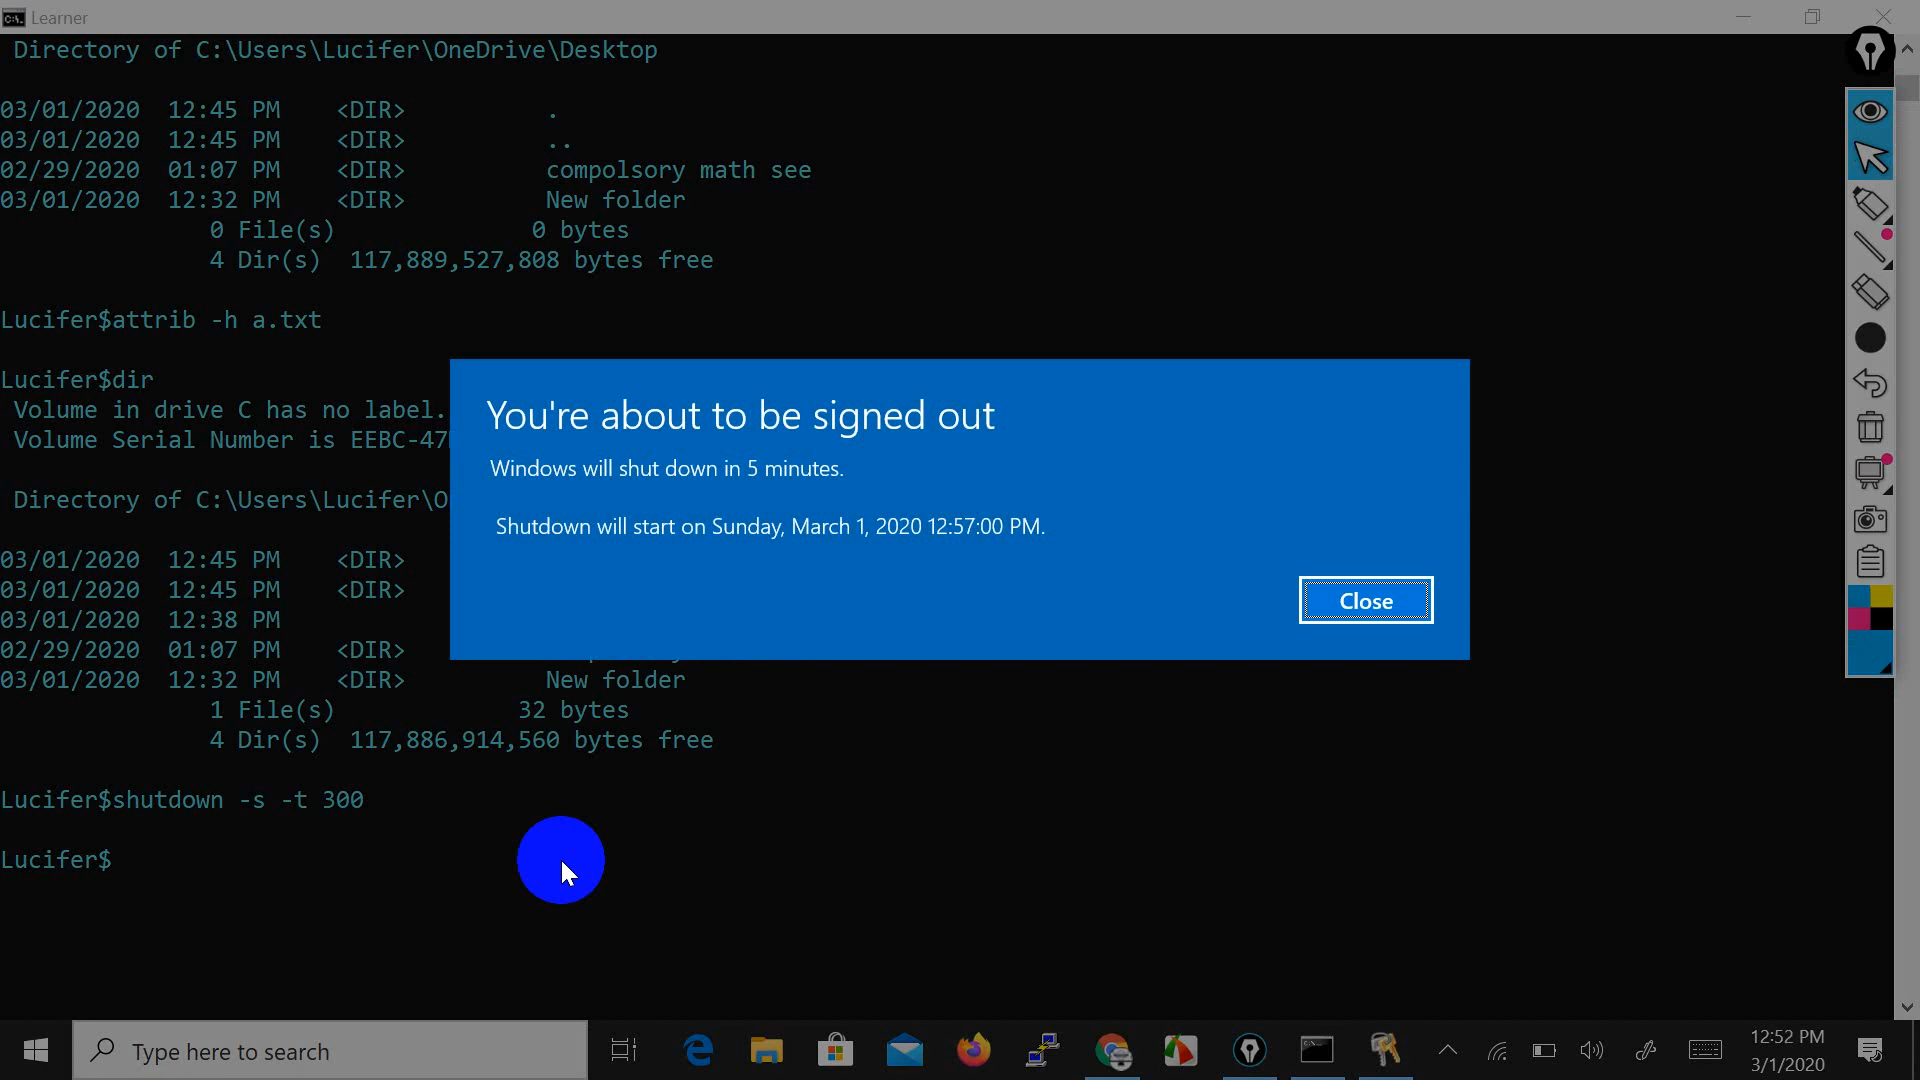 Learner
Directory of C:\Users\Lucifer\OneDrive\Desktop
03/01/2020  12:45 PM    <DIR>          .
03/01/2020  12:45 PM    <DIR>          ..
02/29/2020  01:07 PM    <DIR>          compolsory math see
03/01/2020  12:32 PM    <DIR>          New folder
0 File(s)              0 bytes
4 Dir(s)  117,889,527,808 bytes free
Lucifer$attrib -h a.txt
Lucifer$dir
Volume in drive C has no label.
Volume Serial Number is EEBC-47
Directory of C:\Users\Lucifer\O
03/01/2020  12:45 PM    <DIR>
03/01/2020  12:45 PM    <DIR>
03/01/2020  12:38 PM
02/29/2020  01:07 PM    <DIR>
03/01/2020  12:32 PM    <DIR>          New folder
1 File(s)             32 bytes
4 Dir(s)  117,886,914,560 bytes free
Lucifer$shutdown -s -t 300
Lucifer$
You're about to be signed out
Windows will shut down in 5 minutes.
Shutdown will start on Sunday, March 1, 2020 12:57:00 PM.
Close
Type here to search
12:52 PM
3/1/2020